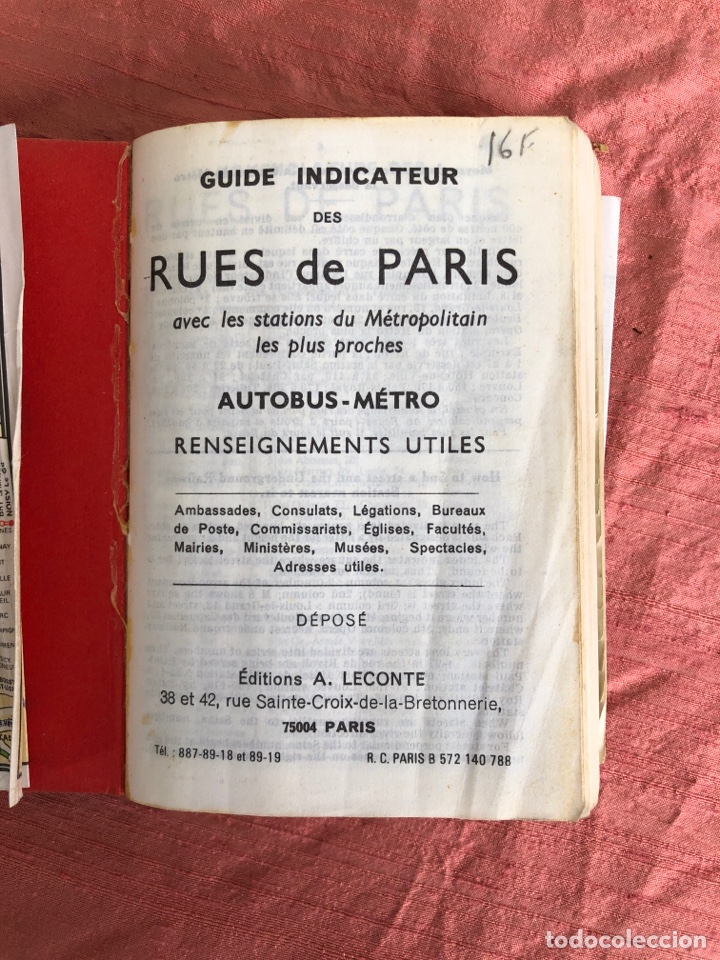 16F
GUIDE INDICATEUR
DES
RUES de PARIS
avec les stations du Métropolitain
les plus proches
AUTOBUS-MÉTRO
RENSEIGNEMENTS UTILES
Ambassades, Consulats, Légations, Bureaux
de Poste, Commissariats, Églises, Facultés,
Mairies, Ministères, Musées, Spectacles,
Adresses utiles.
DÉPOSÉ
Éditions A. LECONTE
38 et 42, rue Sainte-Croix-de-la-Bretonnerie,
75004 PARIS
Tél. : 887-89-18 et 89-19 R. C. PARIS B 572 140 788
todocoleccion
todocoleccion.net